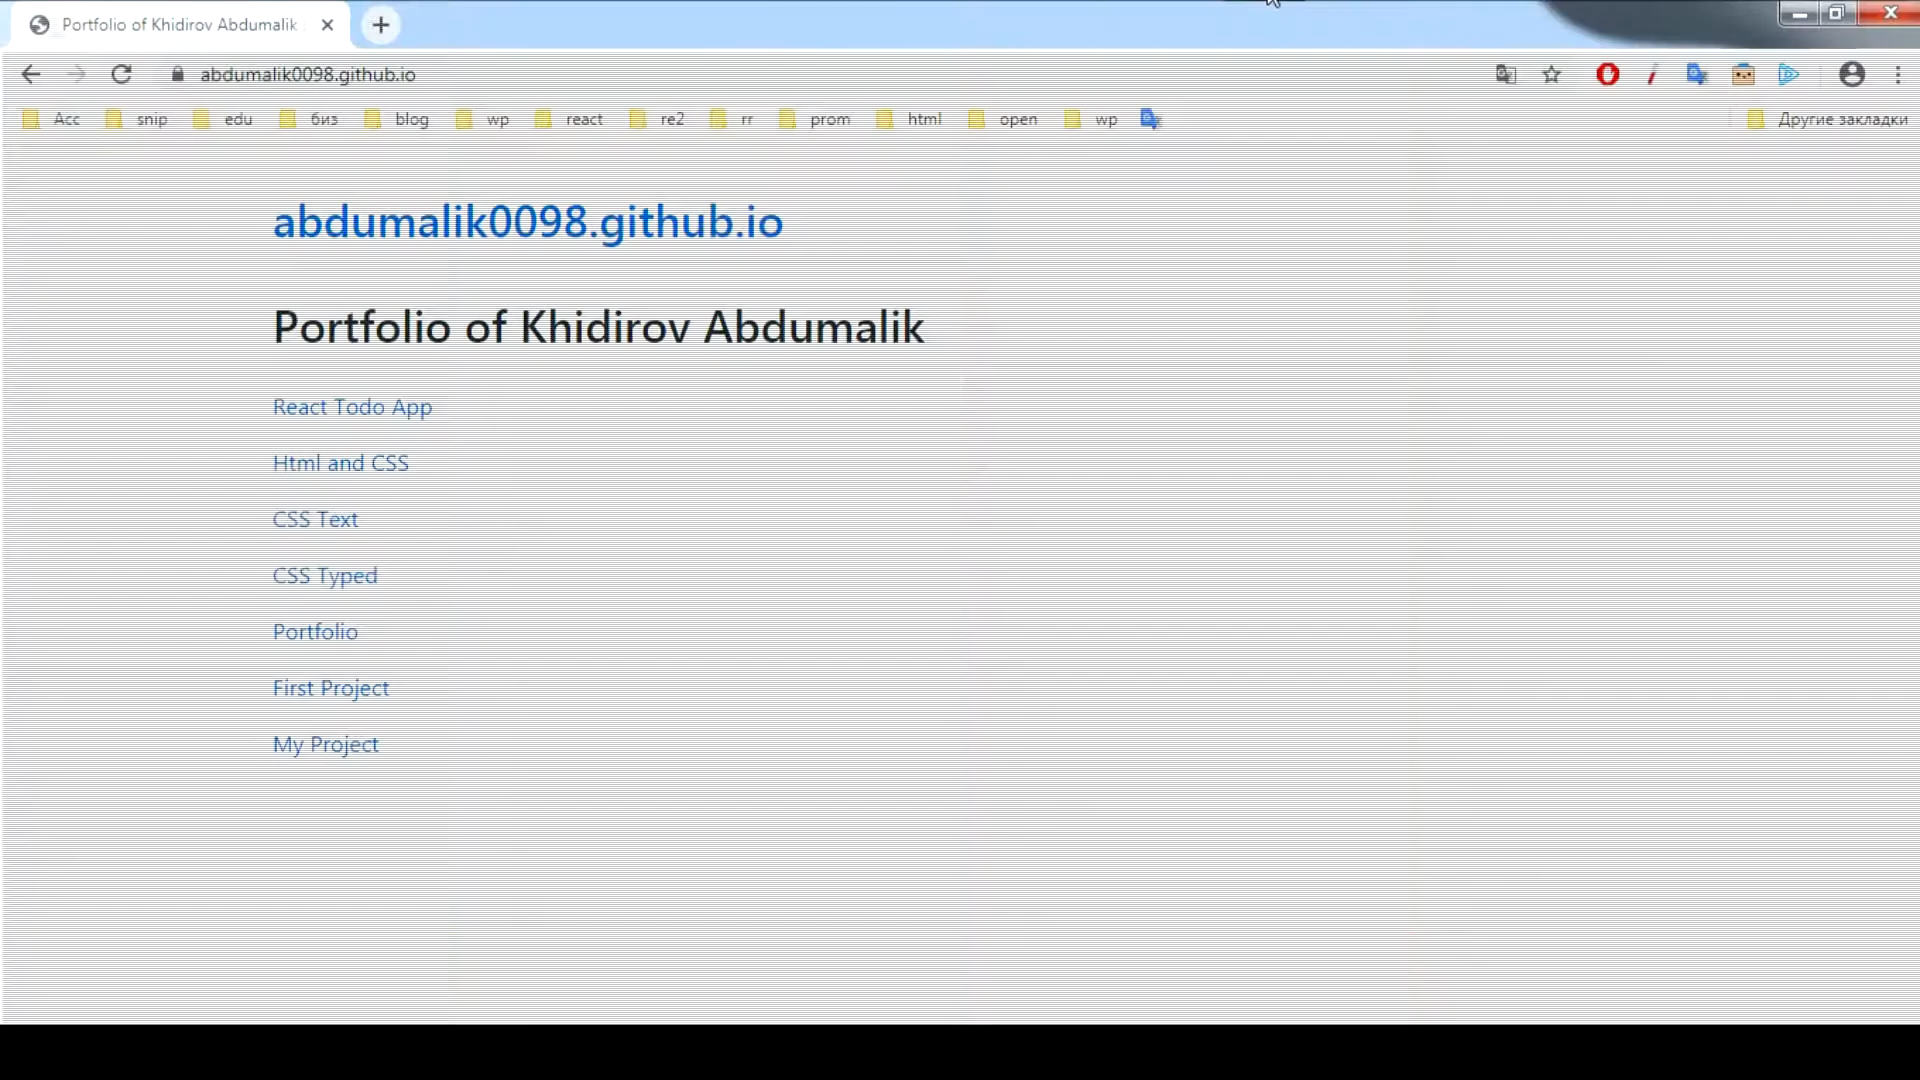 Portfolio of Khidirov Abdumalik
abdumalik0098.github.io
Acc snip edu биз blog wp react re2 rr prom html open wp Другие закладки
abdumalik0098.github.io
Portfolio of Khidirov Abdumalik
React Todo App
Html and CSS
CSS Text
CSS Typed
Portfolio
First Project
My Project